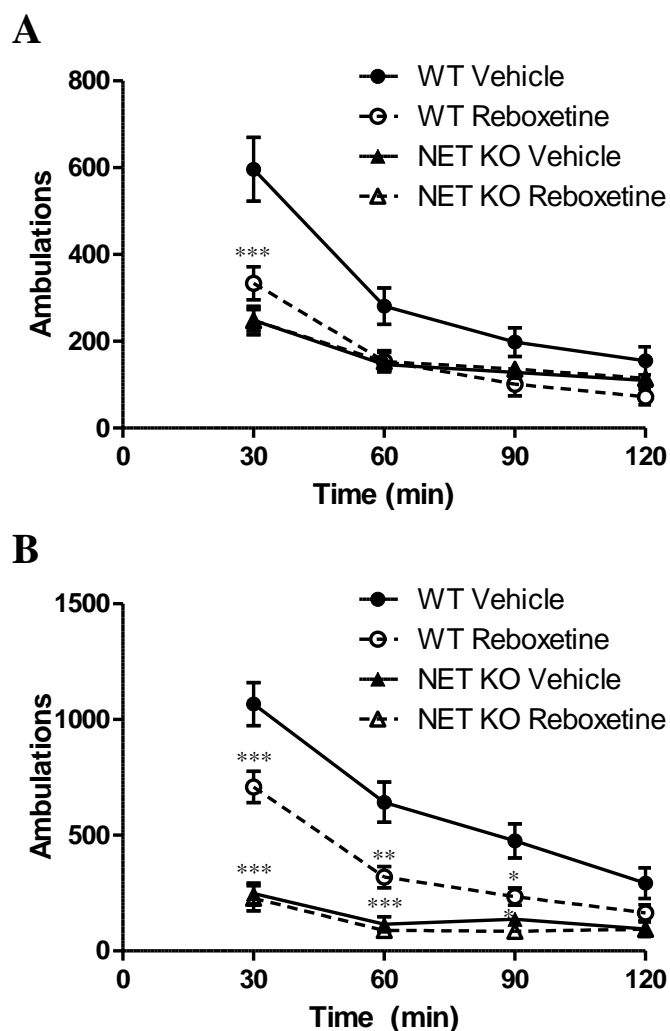 A
800
600
400
200
0
Ambulations
WT Vehicle
WT Reboxetine
NET KO Vehicle
NET KO Reboxetine
***
0 30 60 90 120
Time (min)
B
1500
1000
500
0
Ambulations
WT Vehicle
WT Reboxetine
NET KO Vehicle
NET KO Reboxetine
***
**
*
***
***
*
0 30 60 90 120
Time (min)